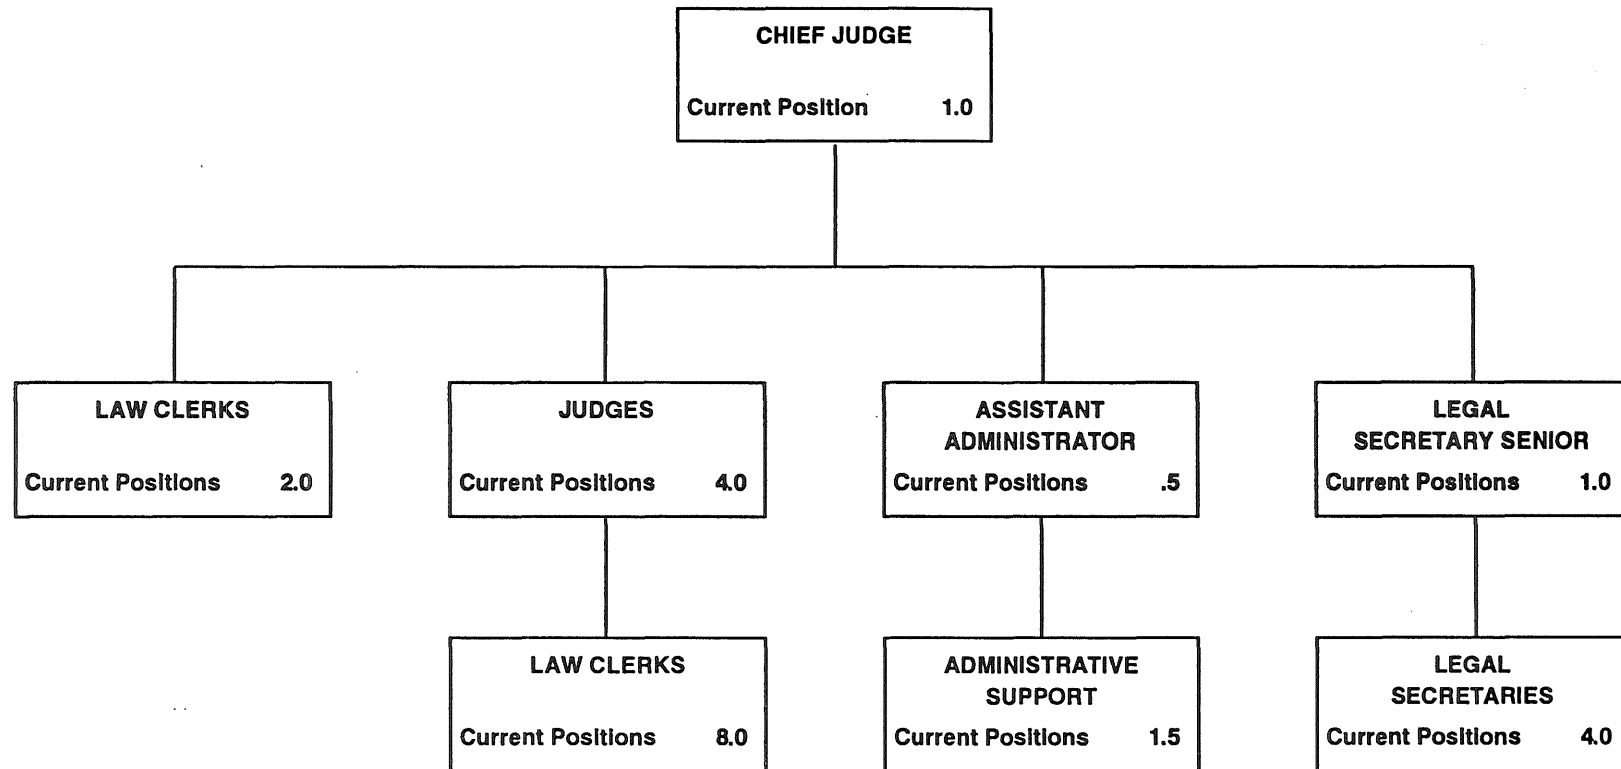 CHIEF JUDGE
Current Position 1.0
LAW CLERKS
Current Positions 2.0
JUDGES
Current Positions 4.0
ASSISTANT
ADMINISTRATOR
Current Positions .5
LEGAL
SECRETARY SENIOR
Current Positions 1.0
LAW CLERKS
Current Positions 8.0
ADMINISTRATIVE
SUPPORT
Current Positions 1.5
LEGAL
SECRETARIES
Current Positions 4.0